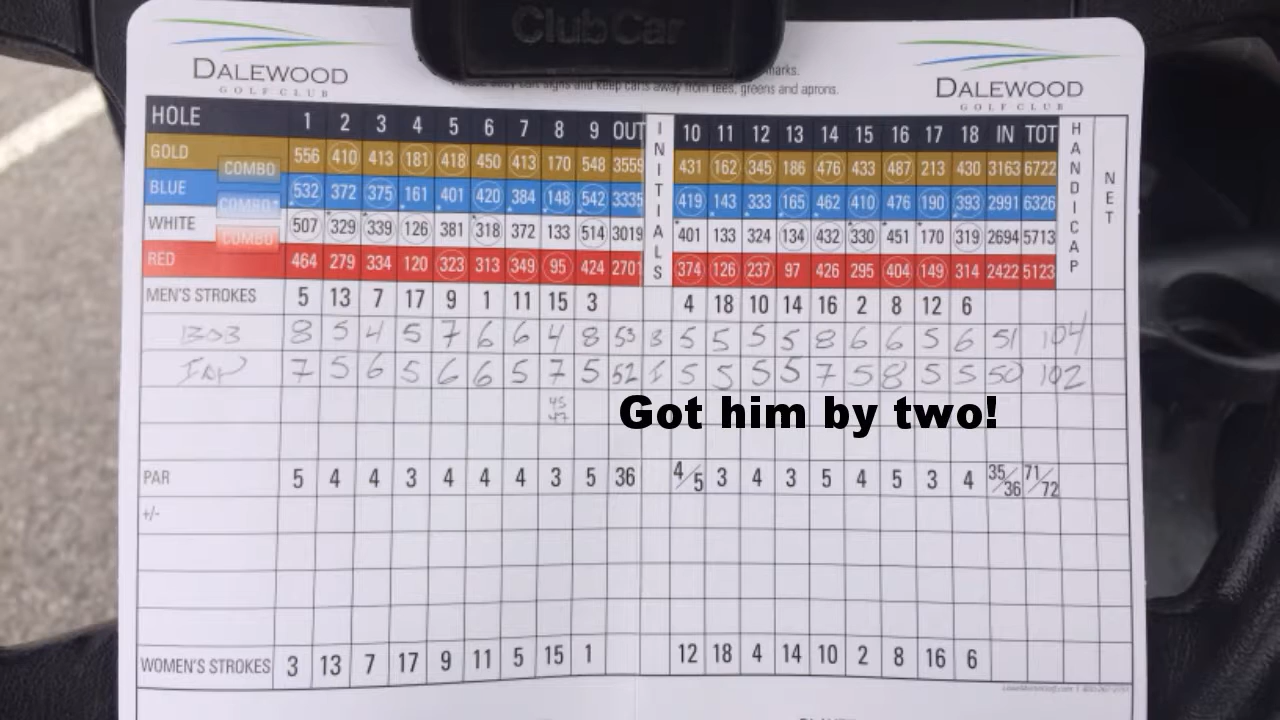 ClubCar
DALEWOOD
GOLF CLUB
DALEWOOD
GOLF CLUB
marks.
signs and keep carts away from tees, greens and aprons.
HOLE 1 2 3 4 5 6 7 8 9 OUT INITIALS 10 11 12 13 14 15 16 17 18 IN TOT HANDICAP NET
GOLD 556 410 413 181 418 450 413 170 548 3559 431 162 345 186 476 433 487 213 430 3163 6722
COMBO
BLUE 532 372 375 161 401 420 384 148 542 3335 419 143 333 165 462 410 476 190 393 2991 6326
COMBO
WHITE 507 329 339 126 381 318 372 133 514 3019 401 133 324 134 432 330 451 170 319 2694 5713
COMBO
RED 464 279 334 120 323 313 349 95 424 2701 374 126 237 97 426 295 404 149 314 2422 5123
MEN'S STROKES 5 13 7 17 9 1 11 15 3 4 18 10 14 16 2 8 12 6
BOB 8 5 4 5 7 6 6 4 8 53 B 5 5 5 5 8 6 6 5 6 51 104
IAN 7 5 6 5 6 6 5 7 5 52 I 5 5 5 5 7 5 8 5 5 50 102
45
47
Got him by two!
PAR 5 4 4 3 4 4 4 3 5 36 4/5 3 4 3 5 4 5 3 4 35/36 71/72
+/-
WOMEN'S STROKES 3 13 7 17 9 11 5 15 1 12 18 4 14 10 2 8 16 6